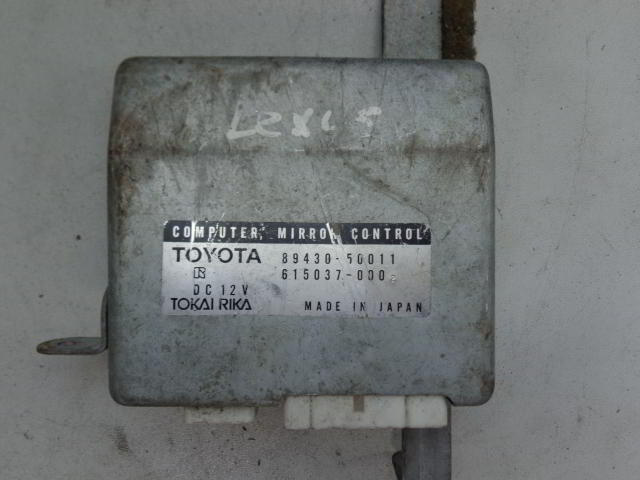 Lexus
COMPUTER, MIRROR CONTROL
TOYOTA 89430-50011
R 615037-000
DC 12V
TOKAI RIKA MADE IN JAPAN